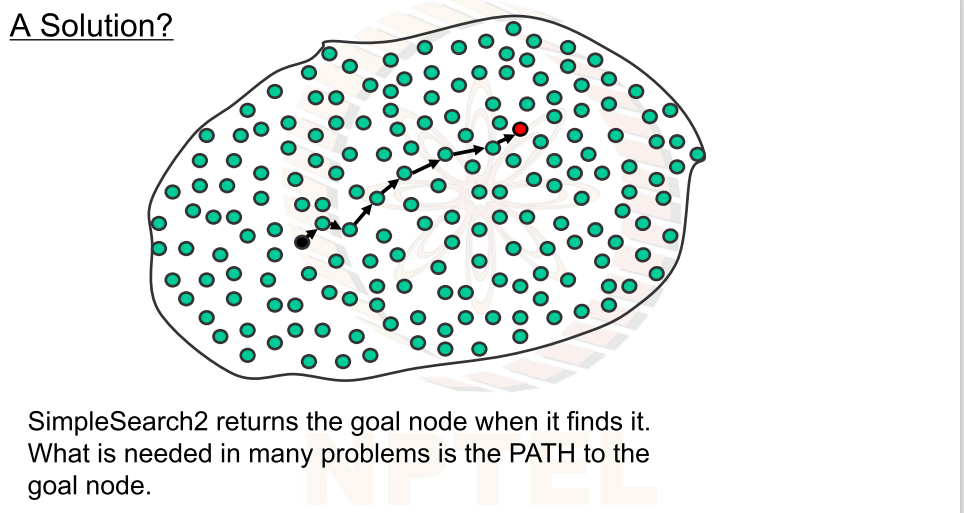 A Solution?
SimpleSearch2 returns the goal node when it finds it.
What is needed in many problems is the PATH to the
goal node.
NPTEL